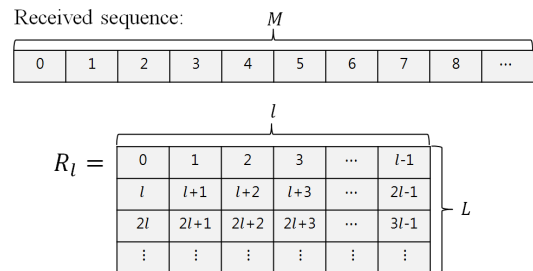 Received sequence:
M
0 1 2 3 4 5 6 7 8 ⋯
l
R_l =
0 1 2 3 ⋯ l-1
l l+1 l+2 l+3 ⋯ 2l-1
2l 2l+1 2l+2 2l+3 ⋯ 3l-1
L
⋮ ⋮ ⋮ ⋮ ⋮ ⋮